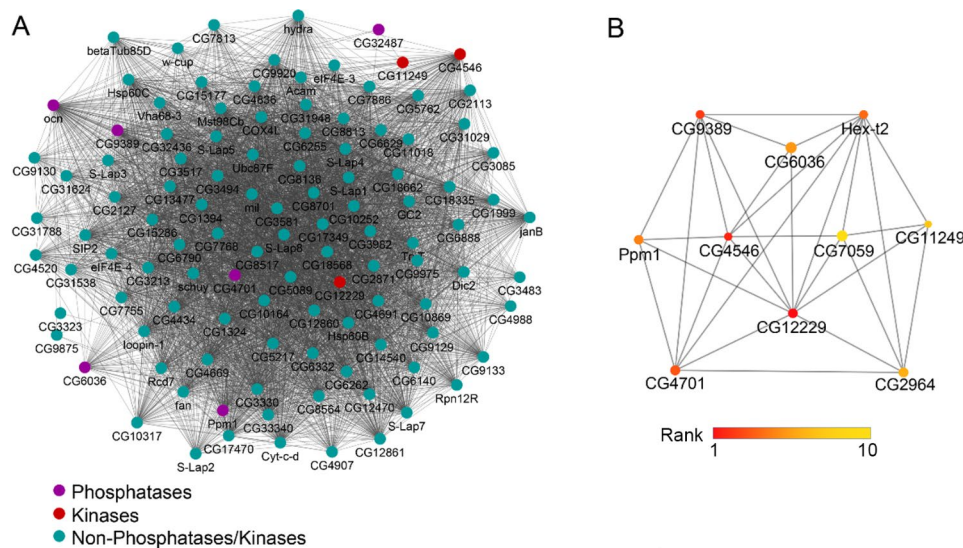 A
B
hydra
CG7813
CG32487
betaTub85D
w-cup
CG11249
CG4546
CG9920
eIF4E-3
Hsp60C
CG15177
CG4836
Acam
CG7866
CG5762
CG2113
ocn
Vha68-3
Mst98Cb
CG31948
COX4L
CG8813
CG31029
CG9389
CG32436
S-Lap5
CG6255
CG6629
CG11018
CG9130
S-Lap3
CG3517
Ubc87F
S-Lap4
CG3085
CG31624
CG8138
CG2127
CG13477
CG3494
mil
S-Lap1
CG18662
CG18335
CG1999
CG31788
CG1394
CG8701
CG10252
GC2
CG15286
CG3581
janB
SIP2
CG7768
CG17349
CG3982
CG6888
CG4520
eIF4E-4
CG6790
S-Lap8
CG31538
CG3213
CG8517
CG18568
CG9975
schuy
CG4701
CG2871
Dic2
CG3483
CG7755
CG5089
CG12229
CG4434
CG10164
CG4691
CG10869
CG4988
CG3323
loopin-1
CG1324
CG12860
Hsp60B
CG9875
CG9129
CG5217
CG14540
CG6036
CG4669
CG6332
CG9133
Rcd7
CG6262
CG6140
fan
CG3330
CG8564
CG12470
Rpn12R
Ppm1
CG33340
S-Lap7
CG10317
CG17470
CG12861
S-Lap2
Cyt-c-d
CG4907
Phosphatases
Kinases
Non-Phosphatases/Kinases
CG9389
Hex-t2
CG6036
Ppm1
CG4546
CG7059
CG11249
CG12229
CG4701
CG2964
Rank
1
10